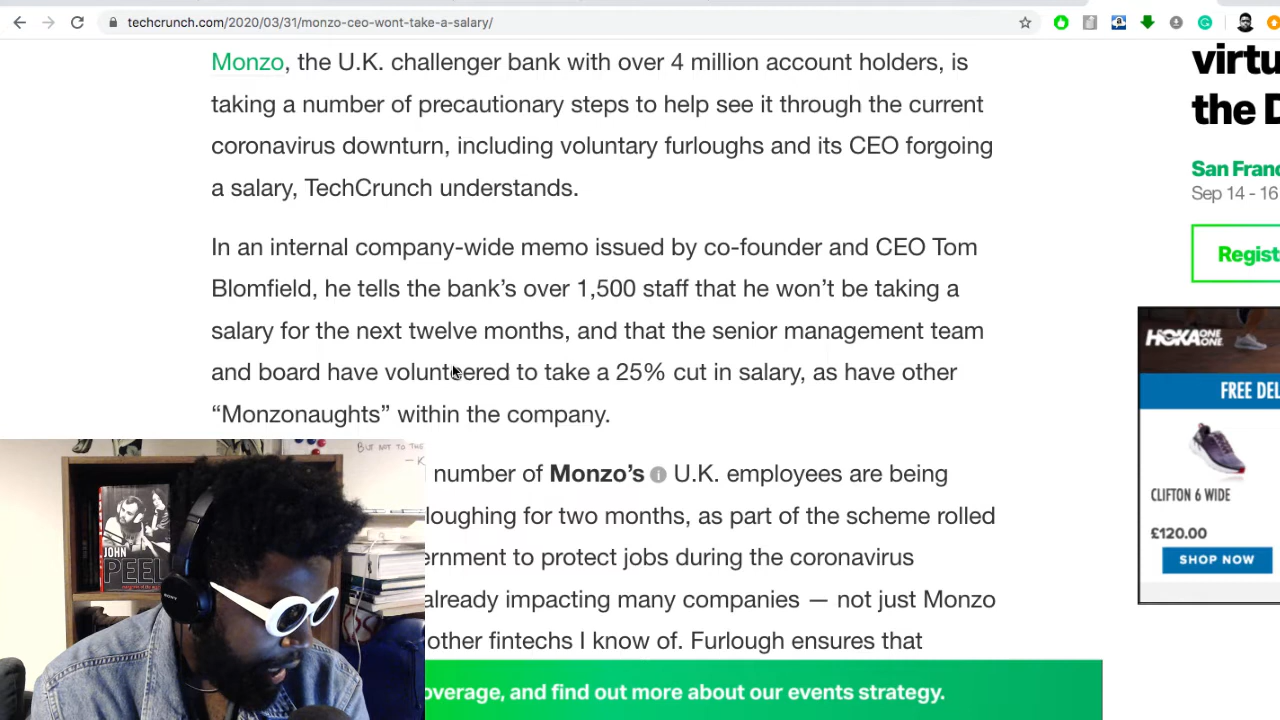 techcrunch.com/2020/03/31/monzo-ceo-wont-take-a-salary/
Monzo, the U.K. challenger bank with over 4 million account holders, is
taking a number of precautionary steps to help see it through the current
coronavirus downturn, including voluntary furloughs and its CEO forgoing
a salary, TechCrunch understands.
In an internal company-wide memo issued by co-founder and CEO Tom
Blomfield, he tells the bank’s over 1,500 staff that he won’t be taking a
salary for the next twelve months, and that the senior management team
and board have volunteered to take a 25% cut in salary, as have other
“Monzonaughts” within the company.
number of Monzo’s U.K. employees are being
loughing for two months, as part of the scheme rolled
ernment to protect jobs during the coronavirus
already impacting many companies — not just Monzo
other fintechs I know of. Furlough ensures that
overage, and find out more about our events strategy.
virtu
the D
San Franc
Sep 14 - 16
Regist
HOKA ONE ONE
FREE DEL
CLIFTON 6 WIDE
£120.00
SHOP NOW
BUT NOT TO THE
JOHN
PEEL
SONY